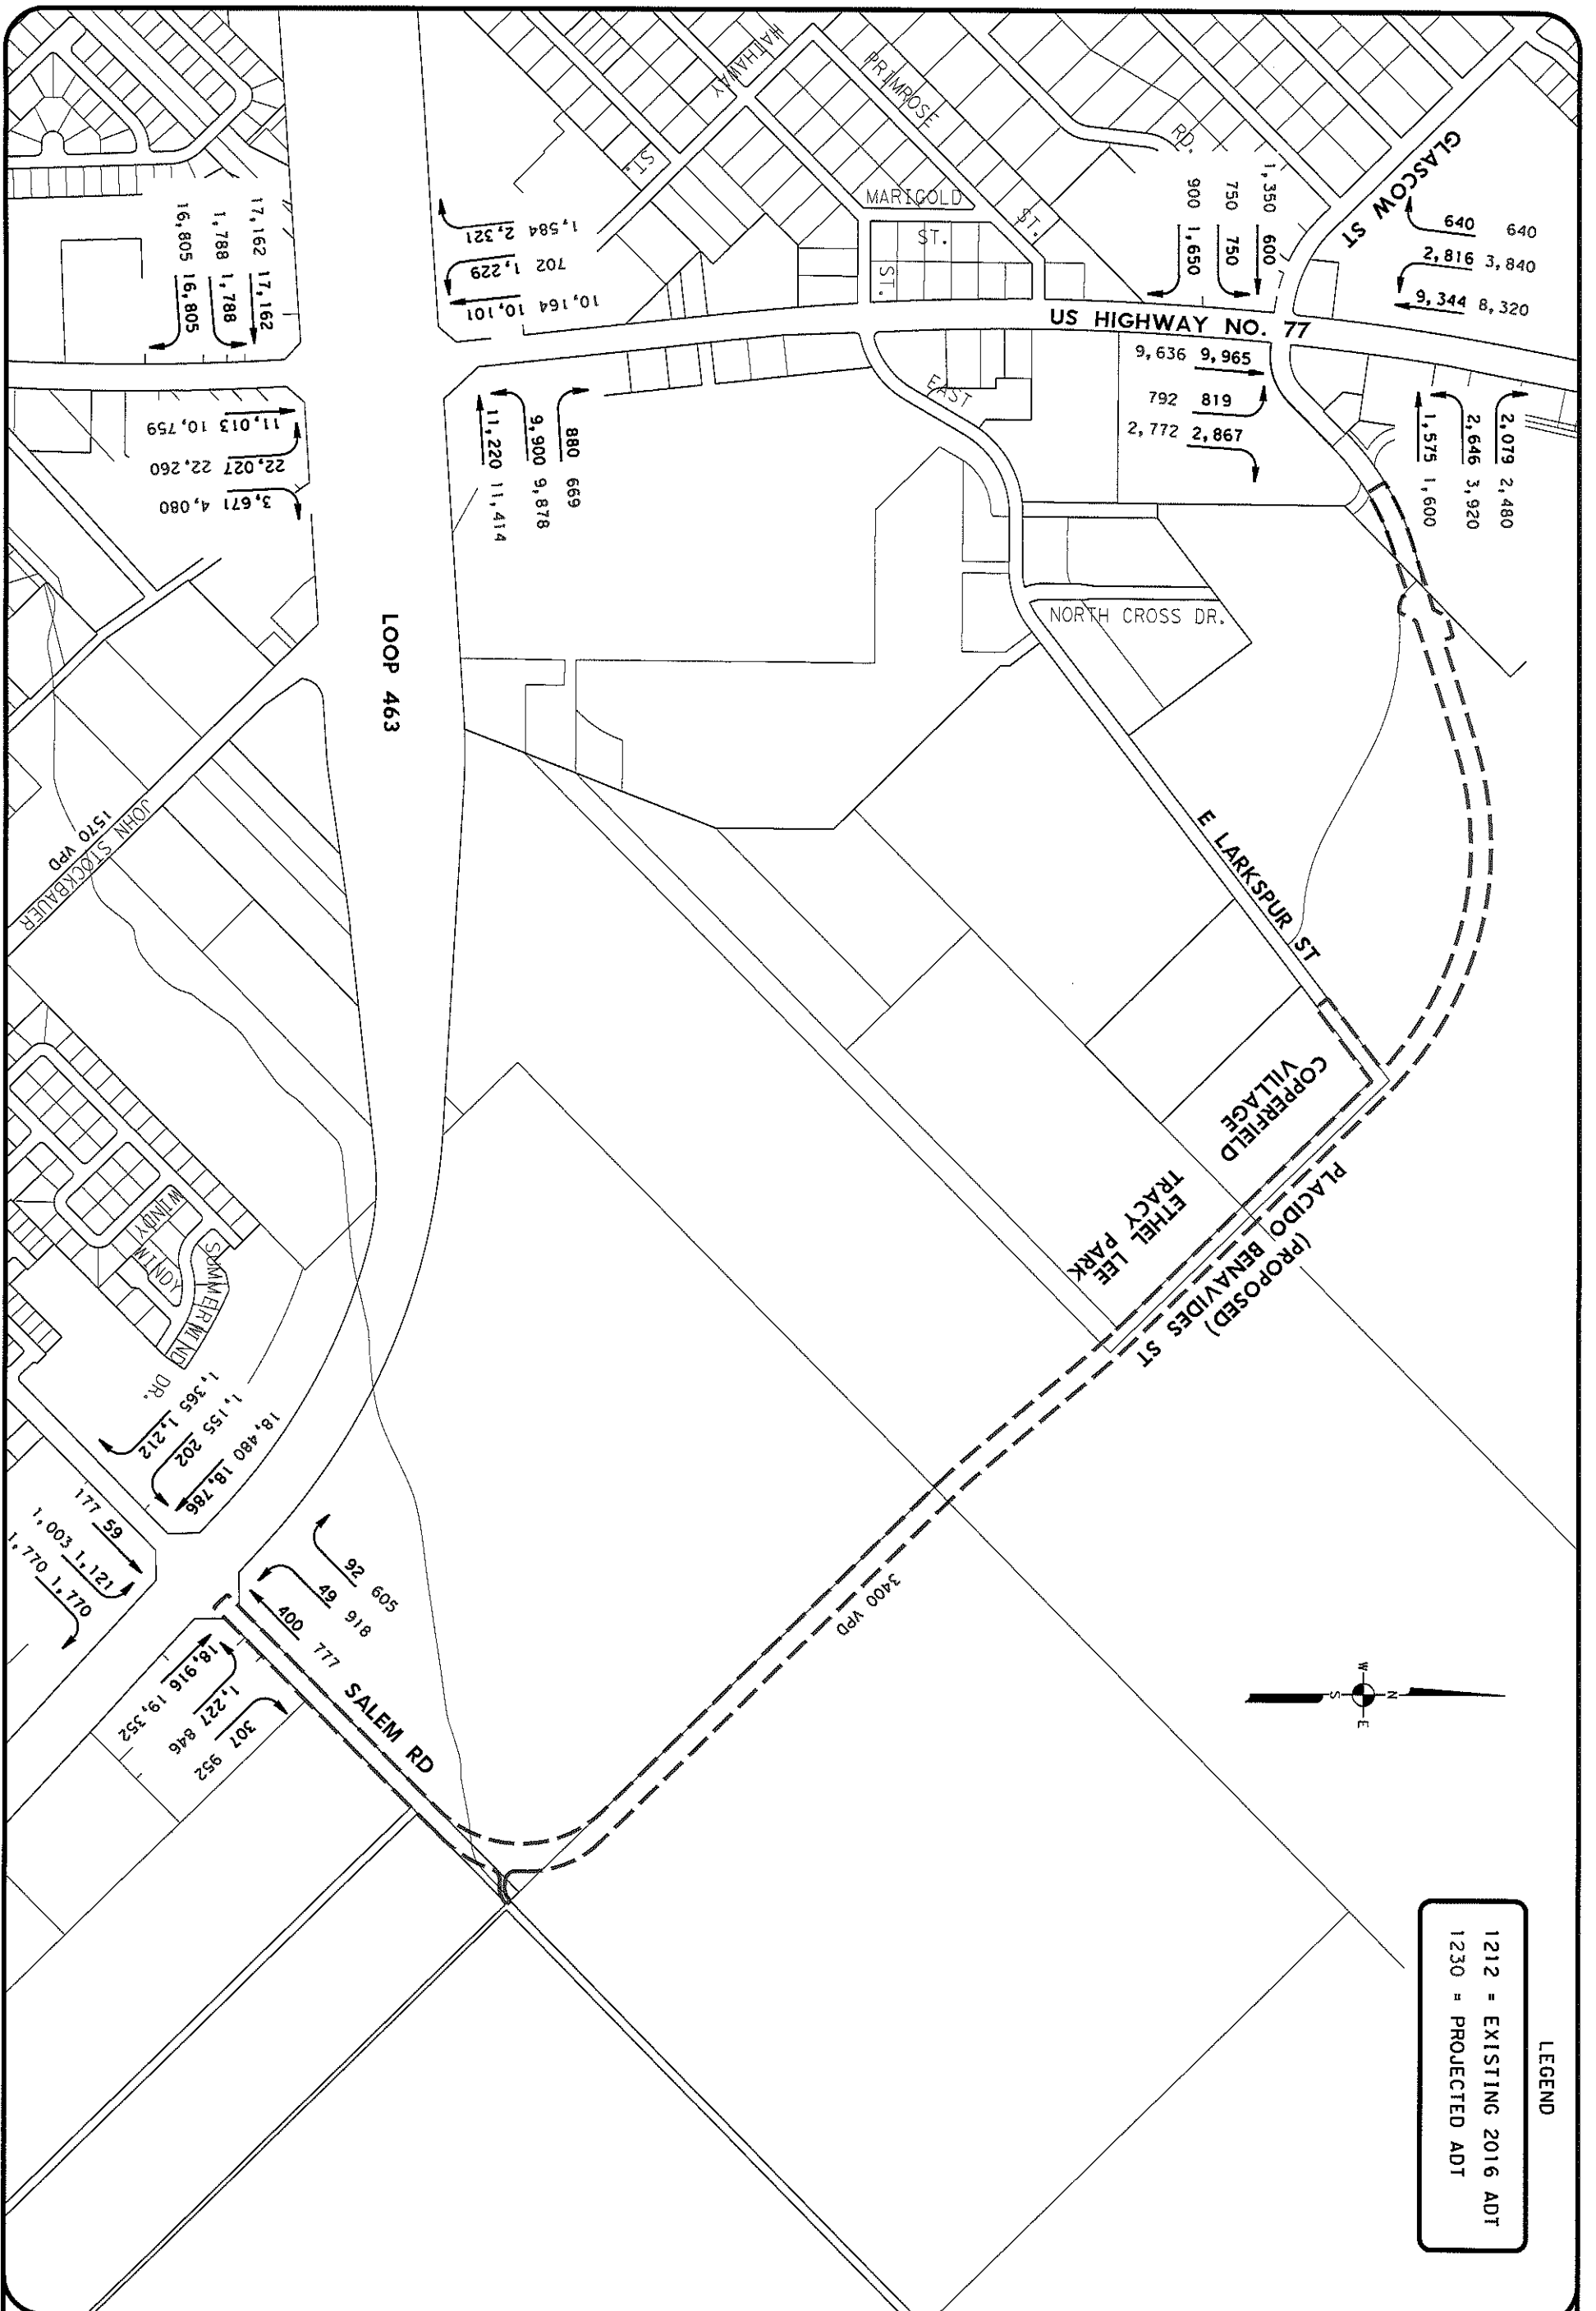 HATHAWAY
ST.
PRIMROSE
ST.
RD.
MARIGOLD
ST.
ST.
GLASCOW ST
640 640
2,816 3,840
9,344 8,320
1,350 600
750 750
900 1,650
US HIGHWAY NO. 77
9,636 9,965
792 819
2,772 2,867
2,079 2,480
2,646 3,920
1,575 1,600
17,162 17,162
1,788 1,788
16,805 16,805
1,584 2,321
702 1,229
10,164 10,101
11,013 10,759
22,027 22,260
3,671 4,080
880 669
9,900 9,878
11,220 11,414
EAST
NORTH CROSS DR.
LOOP 463
E LARKSPUR ST
JOHN STOCKBAUER
1570 VPD
COPPERFIELD
VILLAGE
ETHEL LEE
TRACY PARK
PLACIDO BENAVIDES ST
(PROPOSED)
3400 VPD
WINDY
WINDY
SUMMERWIND DR.
1,365 1,212
1,155 202
18,480 18,786
177 59
1,003 1,121
1,770 1,770
92 605
49 918
400 777
SALEM RD
18,916 19,352
1,227 846
307 952
W
N
S
E
LEGEND
1212 = EXISTING 2016 ADT
1230 = PROJECTED ADT